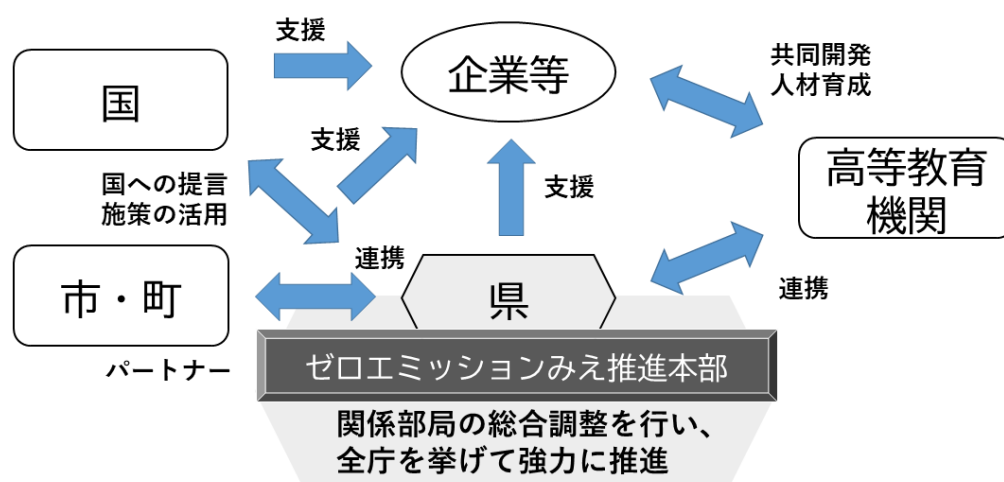 支援
企業等
国
共同開発
人材育成
支援
高等教育
機関
国への提言
施策の活用
支援
連携
市・町
県
連携
パートナー
ゼロエミッションみえ推進本部
関係部局の総合調整を行い、
全庁を挙げて強力に推進